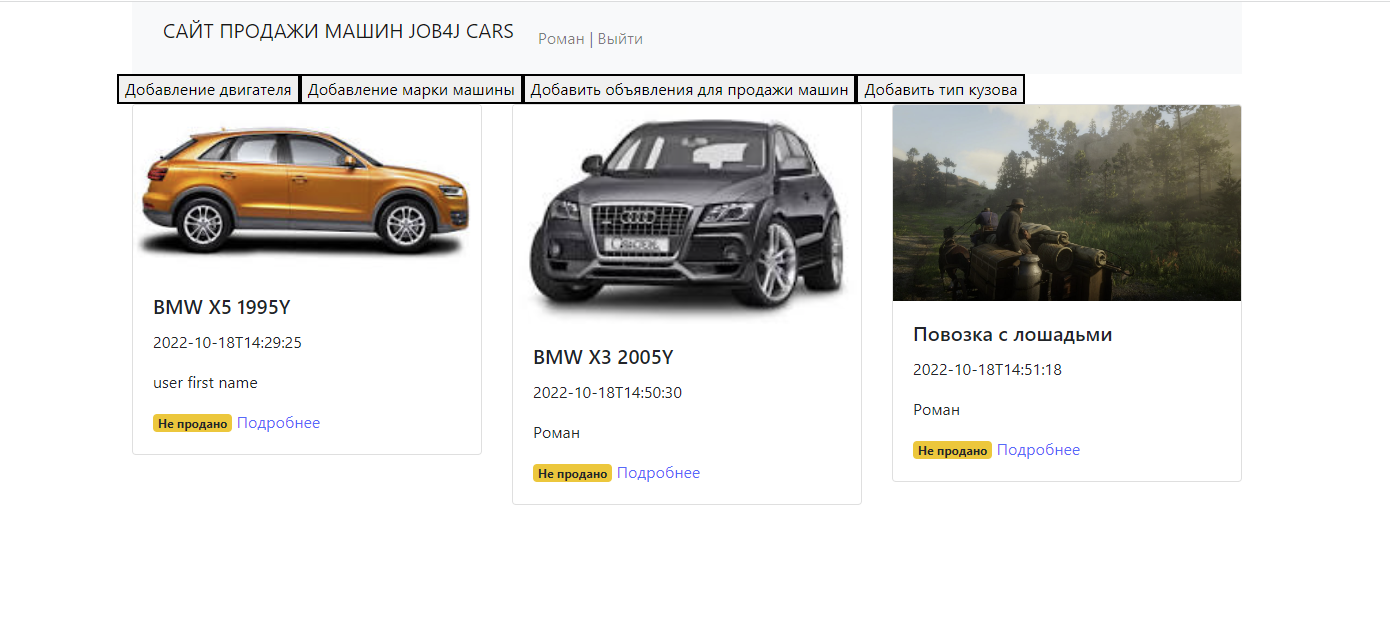 САЙТ ПРОДАЖИ МАШИН JOB4J CARS
Роман | Выйти
Добавление двигателя
Добавление марки машины
Добавить объявления для продажи машин
Добавить тип кузова
BMW X5 1995Y
2022-10-18T14:29:25
user first name
Не продано Подробнее
BMW X3 2005Y
2022-10-18T14:50:30
Роман
Не продано Подробнее
Повозка с лошадьми
2022-10-18T14:51:18
Роман
Не продано Подробнее